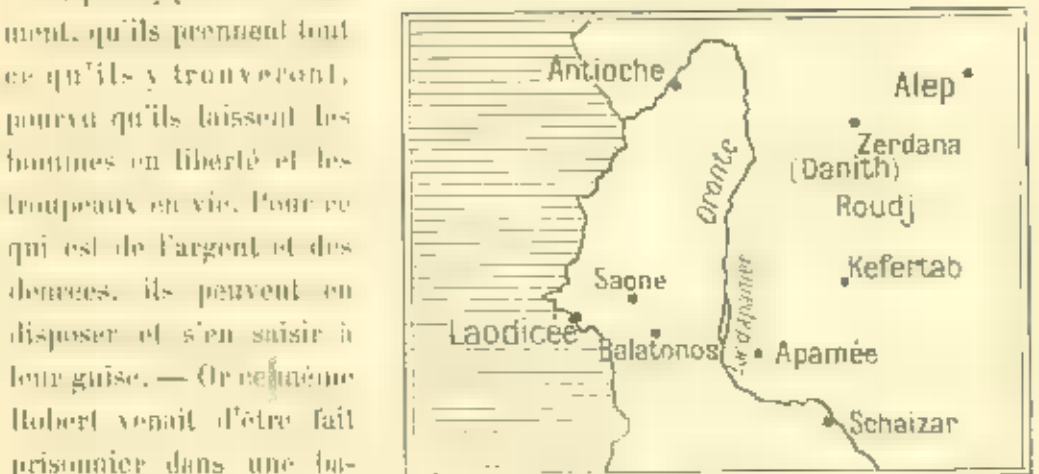 ment, qu'ils prennent tout
ce qu'ils y trouveront,
pourvu qu'ils laissent les
hommes en liberté et les
troupeaux en vie. Pour ce
qui est de l'argent et des
denrées, ils peuvent en
disposer et s'en saisir à
leur guise. — Or ce même
Robert venait d'être fait
prisonnier dans une ba-
Antioche
Alep
Zerdana
(Danith)
Roudj
Oronte
Kefertab
Saone
Laodicée
Balatonos
Lac d'Apamée
Apamée
Schaizar